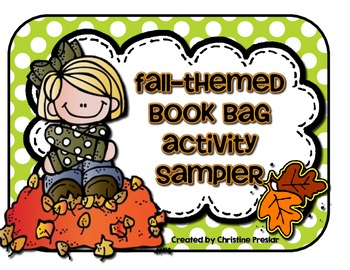 Fall-Themed
Book Bag
Activity
Sampler
Created by Christine Preslar